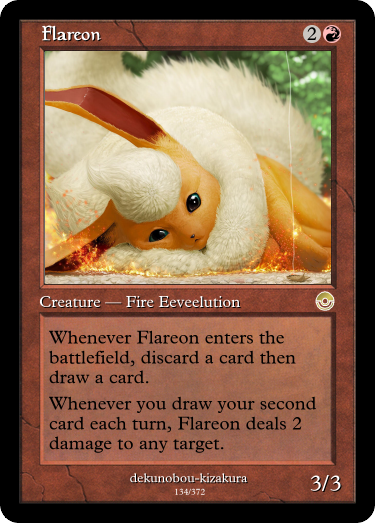 Flareon
2
Creature — Fire Eeveelution
Whenever Flareon enters the
battlefield, discard a card then
draw a card.
Whenever you draw your second
card each turn, Flareon deals 2
damage to any target.
dekunobou-kizakura
134/372
3/3